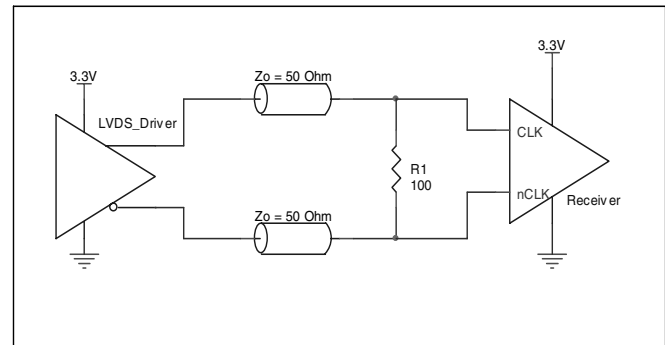 3.3V
3.3V
Zo = 50 Ohm
LVDS_Driver
CLK
R1
100
nCLK
Receiver
Zo = 50 Ohm